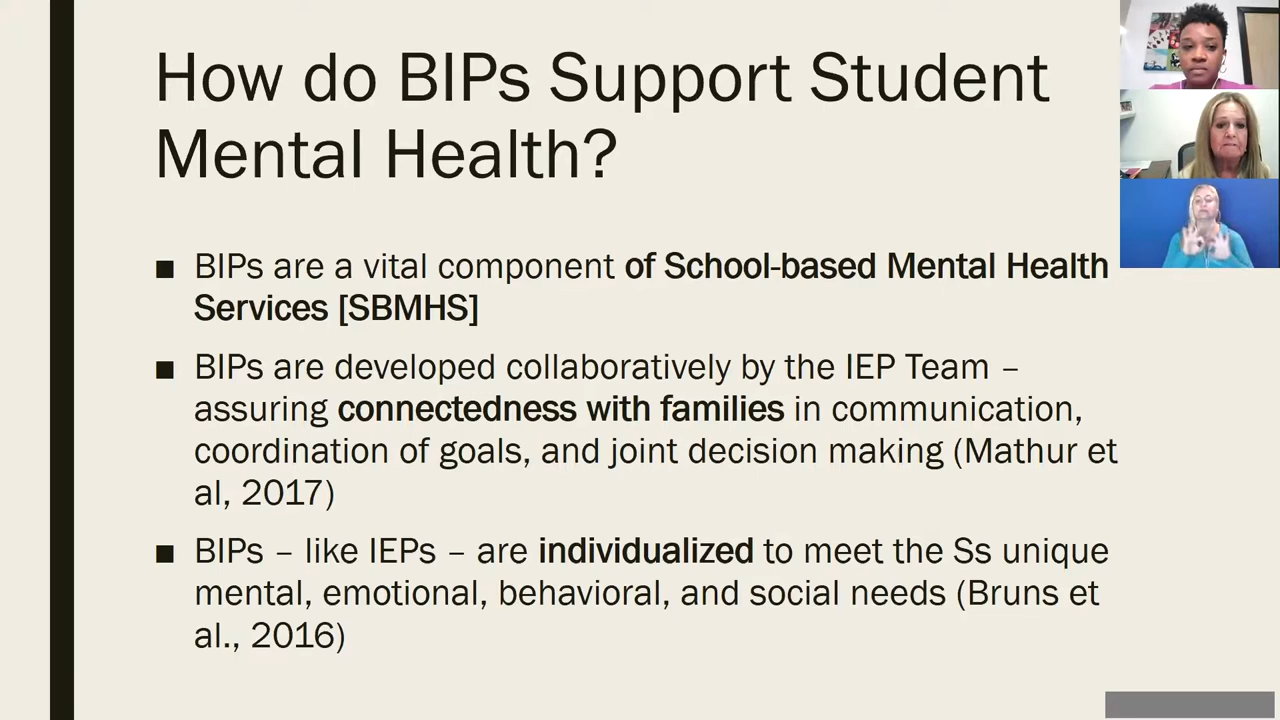 How do BIPs Support Student
Mental Health?
■ BIPs are a vital component of School-based Mental Health
Services [SBMHS]
■ BIPs are developed collaboratively by the IEP Team –
assuring connectedness with families in communication,
coordination of goals, and joint decision making (Mathur et
al, 2017)
■ BIPs – like IEPs – are individualized to meet the Ss unique
mental, emotional, behavioral, and social needs (Bruns et
al., 2016)